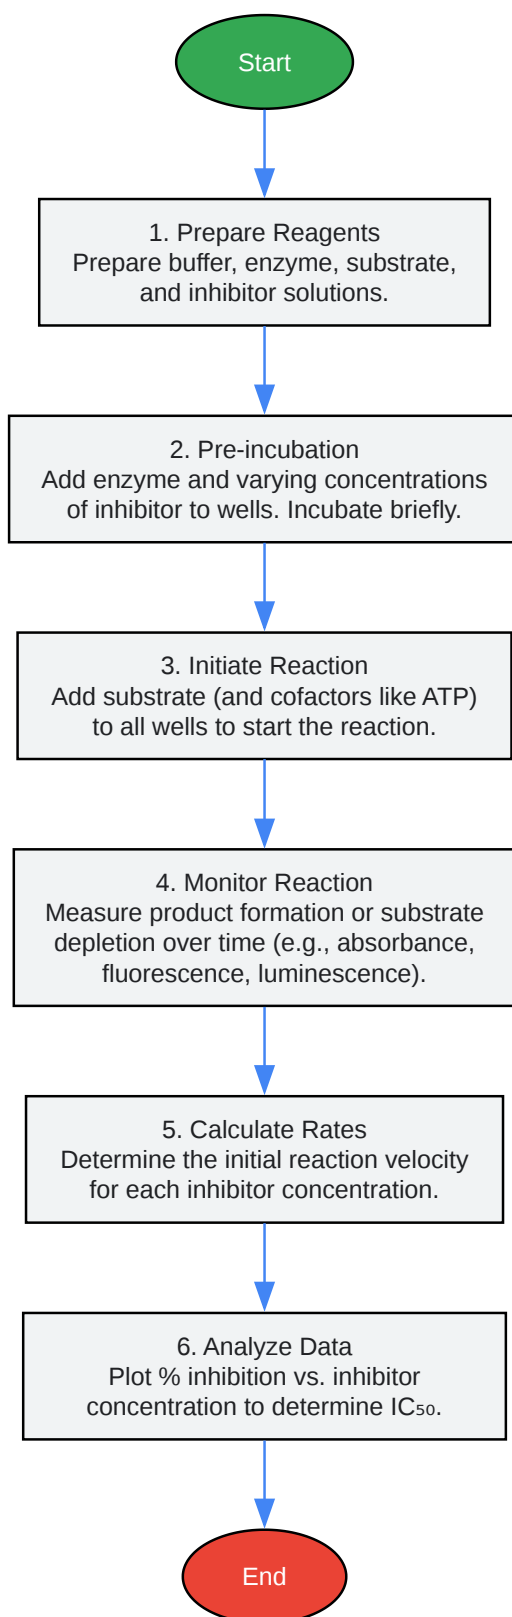 Start
1. Prepare Reagents
Prepare buffer, enzyme, substrate,
and inhibitor solutions.
2. Pre-incubation
Add enzyme and varying concentrations
of inhibitor to wells. Incubate briefly.
3. Initiate Reaction
Add substrate (and cofactors like ATP)
to all wells to start the reaction.
4. Monitor Reaction
Measure product formation or substrate
depletion over time (e.g., absorbance,
fluorescence, luminescence).
5. Calculate Rates
Determine the initial reaction velocity
for each inhibitor concentration.
6. Analyze Data
Plot % inhibition vs. inhibitor
concentration to determine IC₅₀.
End